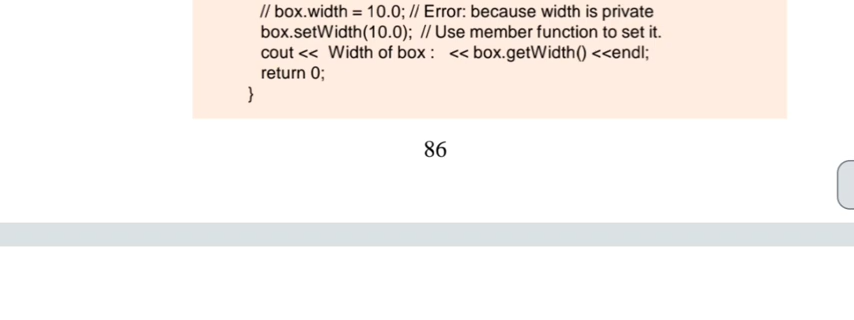 // box.width = 10.0; // Error: because width is private
box.setWidth(10.0);  // Use member function to set it.
cout <<  Width of box :   << box.getWidth() <<endl;
return 0;
}
86